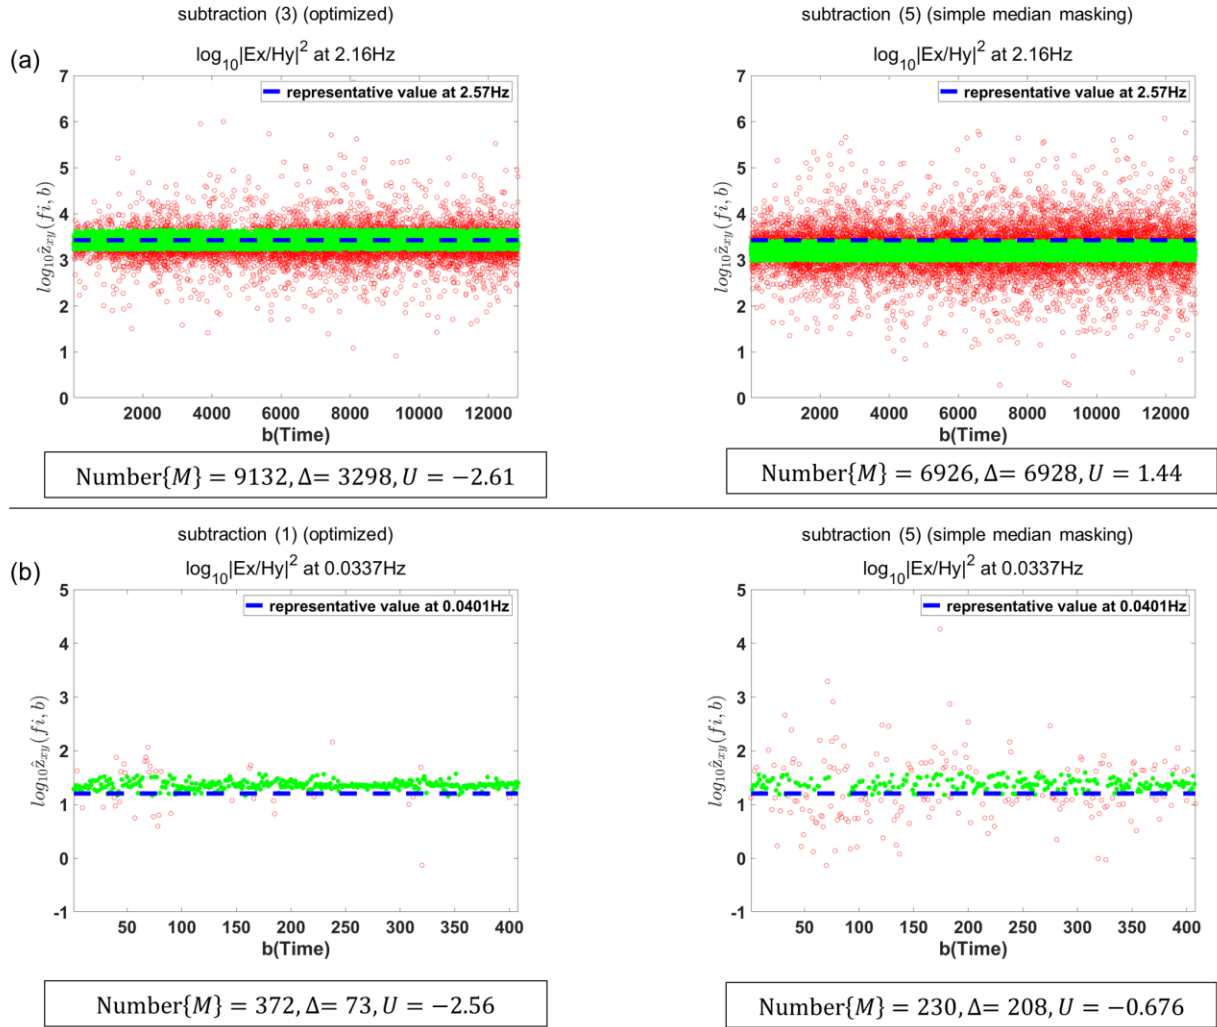 subtraction (3) (optimized)
subtraction (5) (simple median masking)
(a)
log₁₀|Ex/Hy|² at 2.16Hz
log₁₀|Ex/Hy|² at 2.16Hz
7
6
5
4
3
2
1
0
log₁₀ẑₓᵧ(fi, b)
representative value at 2.57Hz
2000 4000 6000 8000 10000 12000
b(Time)
7
6
5
4
3
2
1
0
log₁₀ẑₓᵧ(fi, b)
representative value at 2.57Hz
2000 4000 6000 8000 10000 12000
b(Time)
Number{M} = 9132, Δ= 3298, U = −2.61
Number{M} = 6926, Δ= 6928, U = 1.44
subtraction (1) (optimized)
subtraction (5) (simple median masking)
(b)
log₁₀|Ex/Hy|² at 0.0337Hz
log₁₀|Ex/Hy|² at 0.0337Hz
5
4
3
2
1
0
-1
log₁₀ẑₓᵧ(fi, b)
representative value at 0.0401Hz
50 100 150 200 250 300 350 400
b(Time)
5
4
3
2
1
0
-1
log₁₀ẑₓᵧ(fi, b)
representative value at 0.0401Hz
50 100 150 200 250 300 350 400
b(Time)
Number{M} = 372, Δ= 73, U = −2.56
Number{M} = 230, Δ= 208, U = −0.676